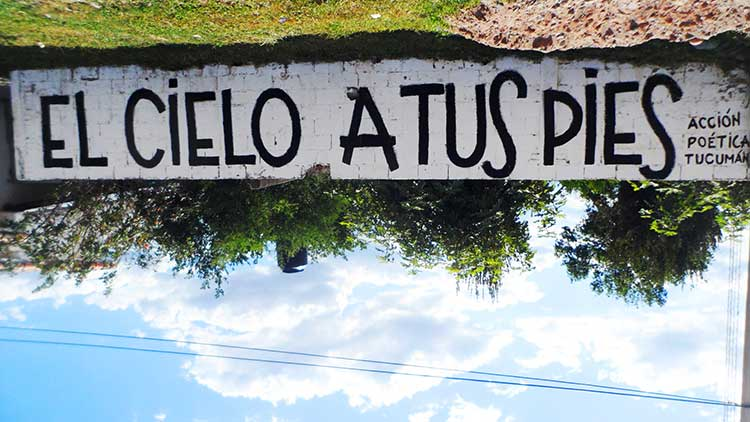 EL CiELO A TUS PiES
ACCIÓN
POÉTiCA
TUCUMÁN